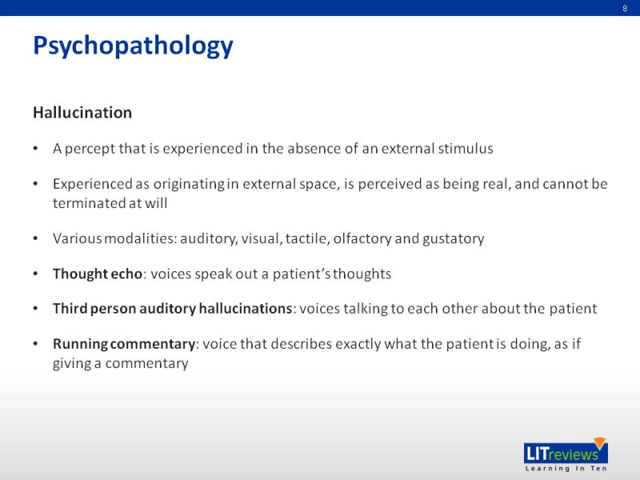 8
Psychopathology
Hallucination
• A percept that is experienced in the absence of an external stimulus
• Experienced as originating in external space, is perceived as being real, and cannot be
terminated at will
• Various modalities: auditory, visual, tactile, olfactory and gustatory
• Thought echo: voices speak out a patient's thoughts
• Third person auditory hallucinations: voices talking to each other about the patient
• Running commentary: voice that describes exactly what the patient is doing, as if
giving a commentary
LITreviews
Learning In Ten